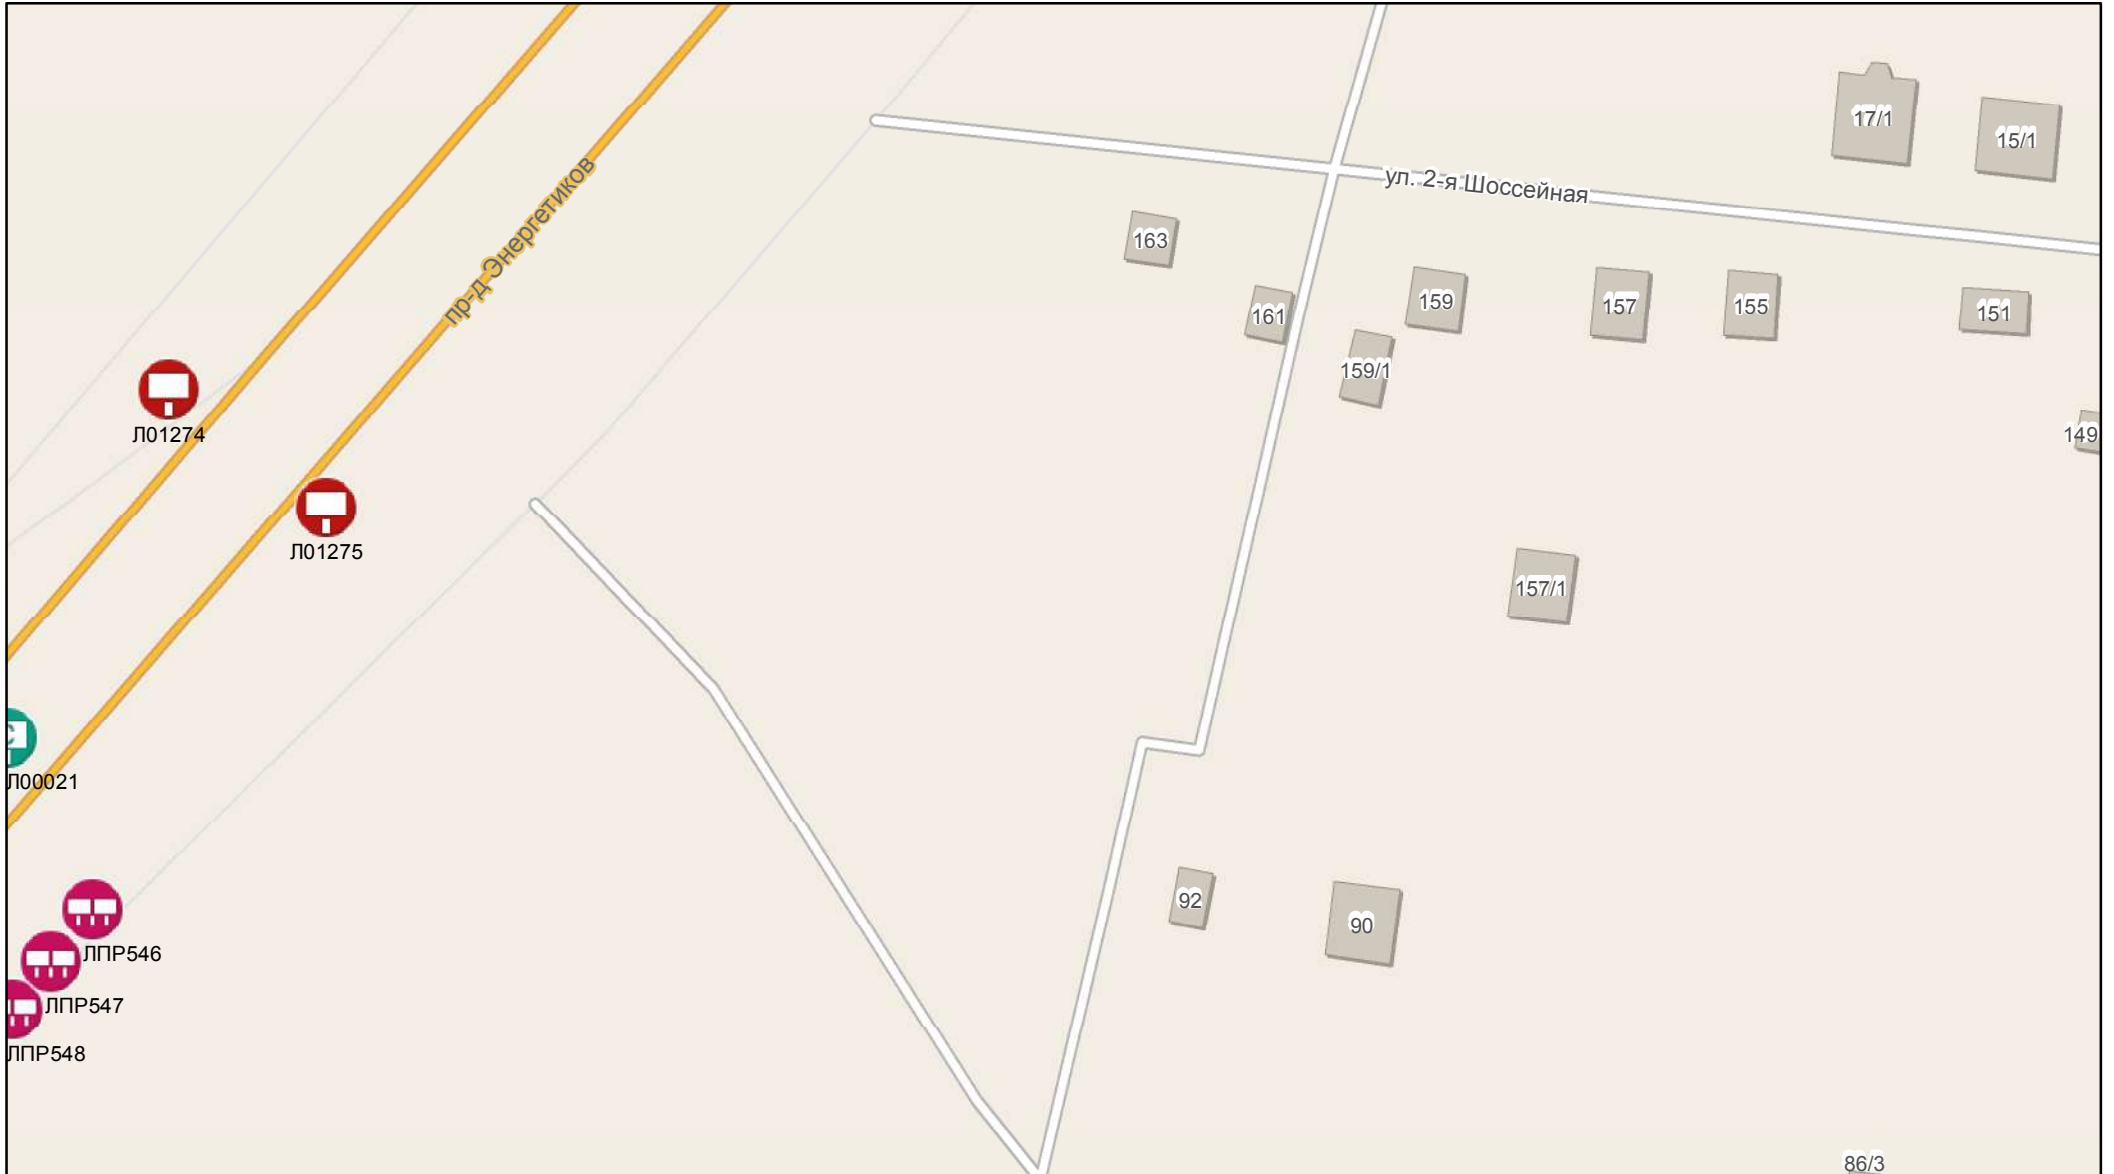 17/1
15/1
ул. 2-я Шоссейная
пр-д Энергетиков
163
161
159
157
155
151
159/1
Л01274
149
Л01275
157/1
Л00021
92
90
ЛПР546
ЛПР547
ЛПР548
86/3